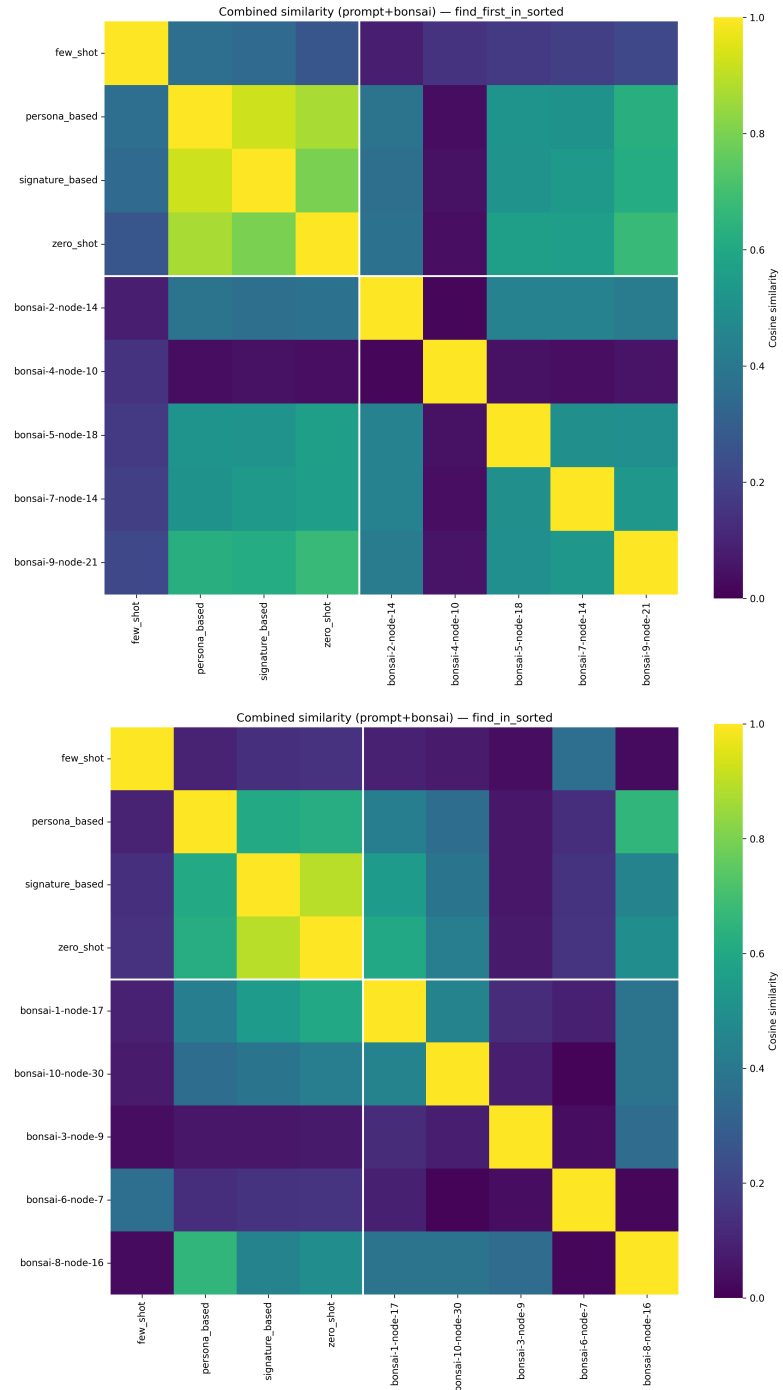 Combined similarity (prompt+bonsai) — find_first_in_sorted
few_shot
persona_based
signature_based
zero_shot
bonsai-2-node-14
bonsai-4-node-10
bonsai-5-node-18
bonsai-7-node-14
bonsai-9-node-21
few_shot
persona_based
signature_based
zero_shot
bonsai-2-node-14
bonsai-4-node-10
bonsai-5-node-18
bonsai-7-node-14
bonsai-9-node-21
1.0
0.8
0.6
0.4
0.2
0.0
Cosine similarity
Combined similarity (prompt+bonsai) — find_in_sorted
few_shot
persona_based
signature_based
zero_shot
bonsai-1-node-17
bonsai-10-node-30
bonsai-3-node-9
bonsai-6-node-7
bonsai-8-node-16
few_shot
persona_based
signature_based
zero_shot
bonsai-1-node-17
bonsai-10-node-30
bonsai-3-node-9
bonsai-6-node-7
bonsai-8-node-16
1.0
0.8
0.6
0.4
0.2
0.0
Cosine similarity